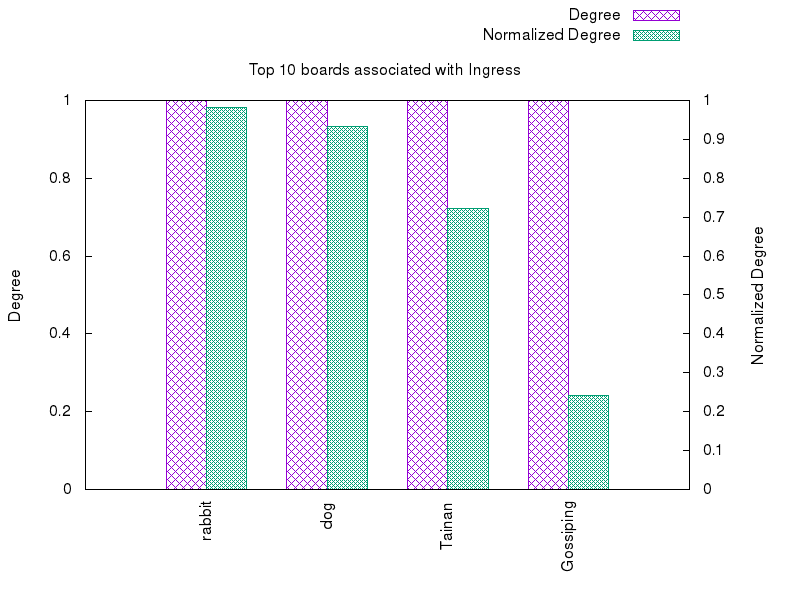 Degree
Normalized Degree
Top 10 boards associated with Ingress
1
0.8
0.6
0.4
0.2
0
Degree
1
0.9
0.8
0.7
0.6
0.5
0.4
0.3
0.2
0.1
0
Normalized Degree
rabbit
dog
Tainan
Gossiping